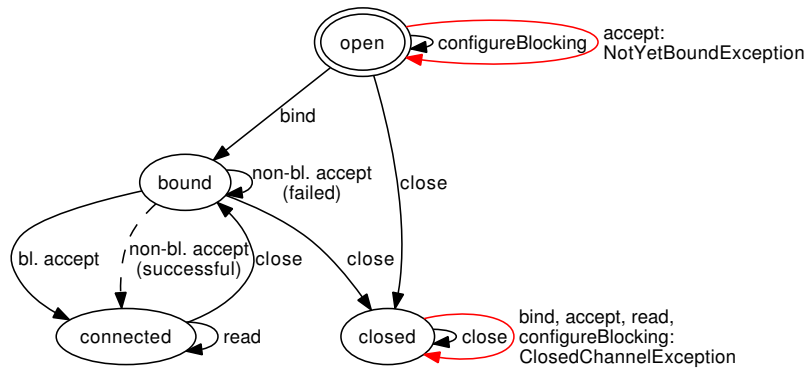 open
configureBlocking
accept:
NotYetBoundException
bind
bound
non-bl. accept
(failed)
close
bl. accept
non-bl. accept
(successful)
close
close
connected
read
closed
close
bind, accept, read,
configureBlocking:
ClosedChannelException